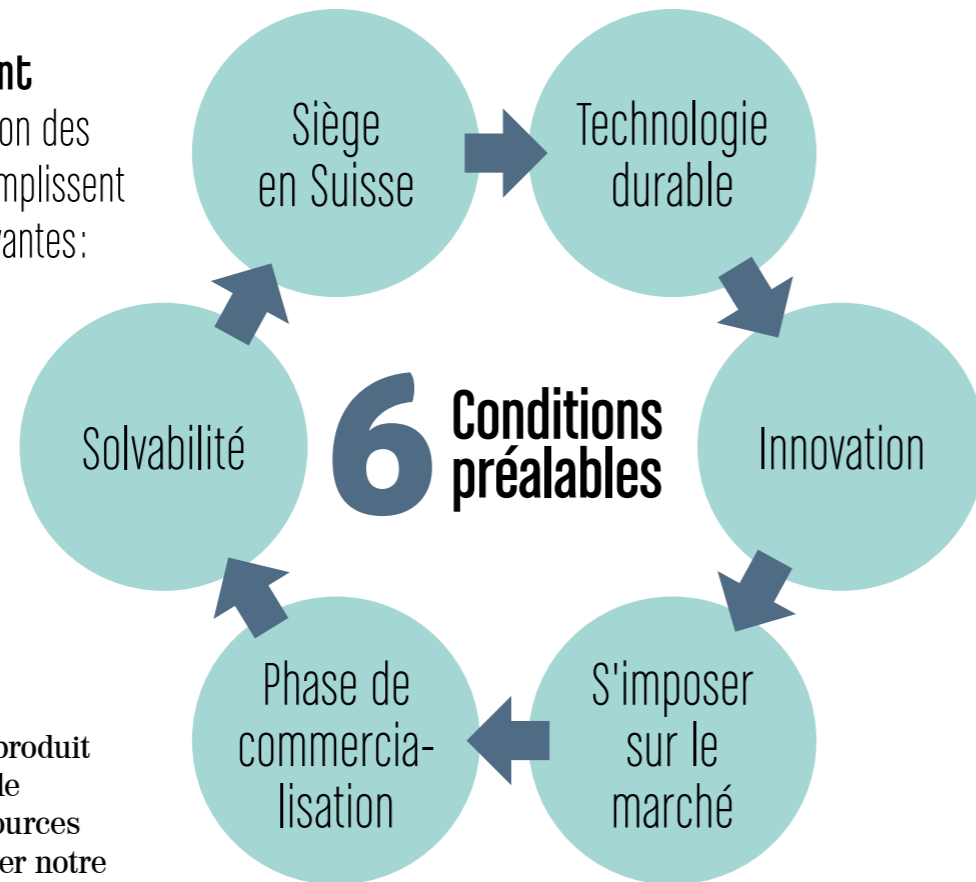 nt
on des
mplissent
vantes :
Siège
en Suisse
Technologie
durable
Innovation
S'imposer
sur le
marché
Phase de
commercia-
lisation
Solvabilité
6 Conditions
préalables
produit
le
ources
er notre